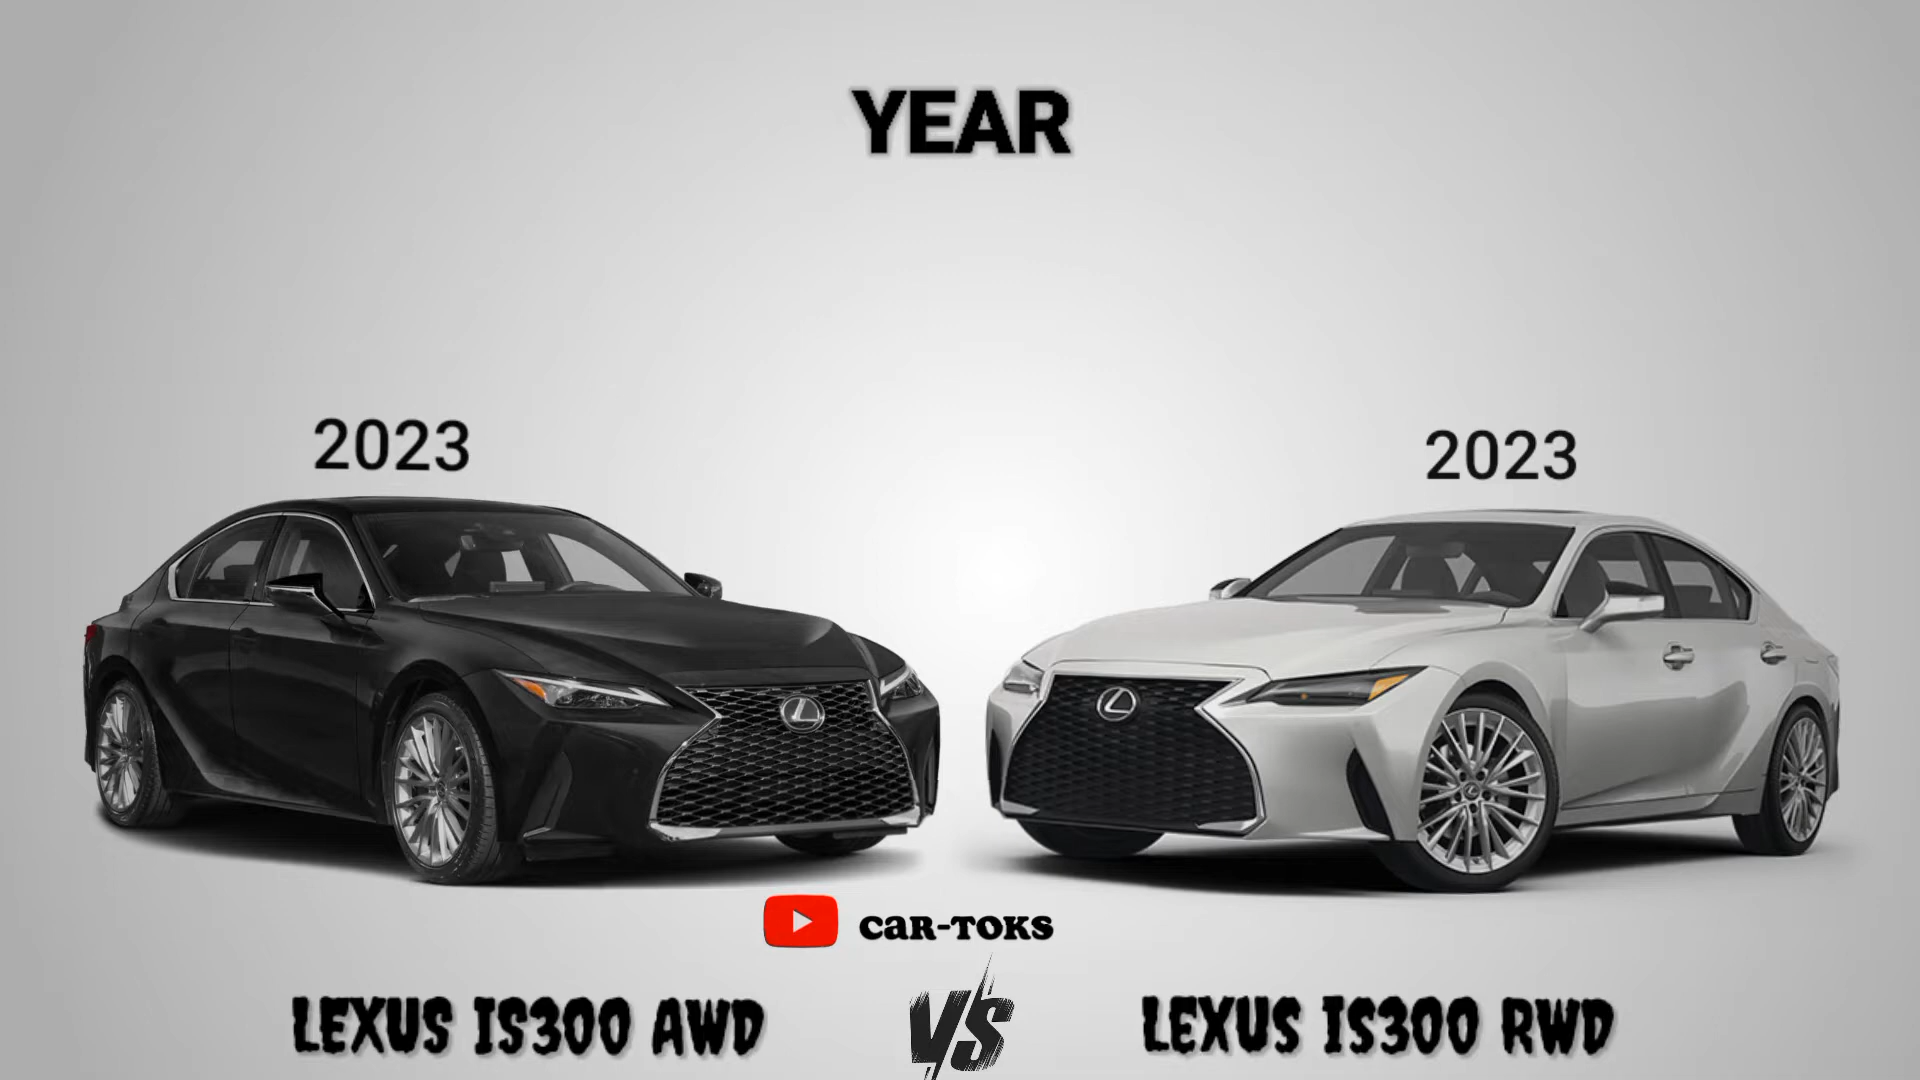 YEAR
2023
2023
CAR-TOKS
LEXUS IS300 AWD
VS
LEXUS IS300 RWD